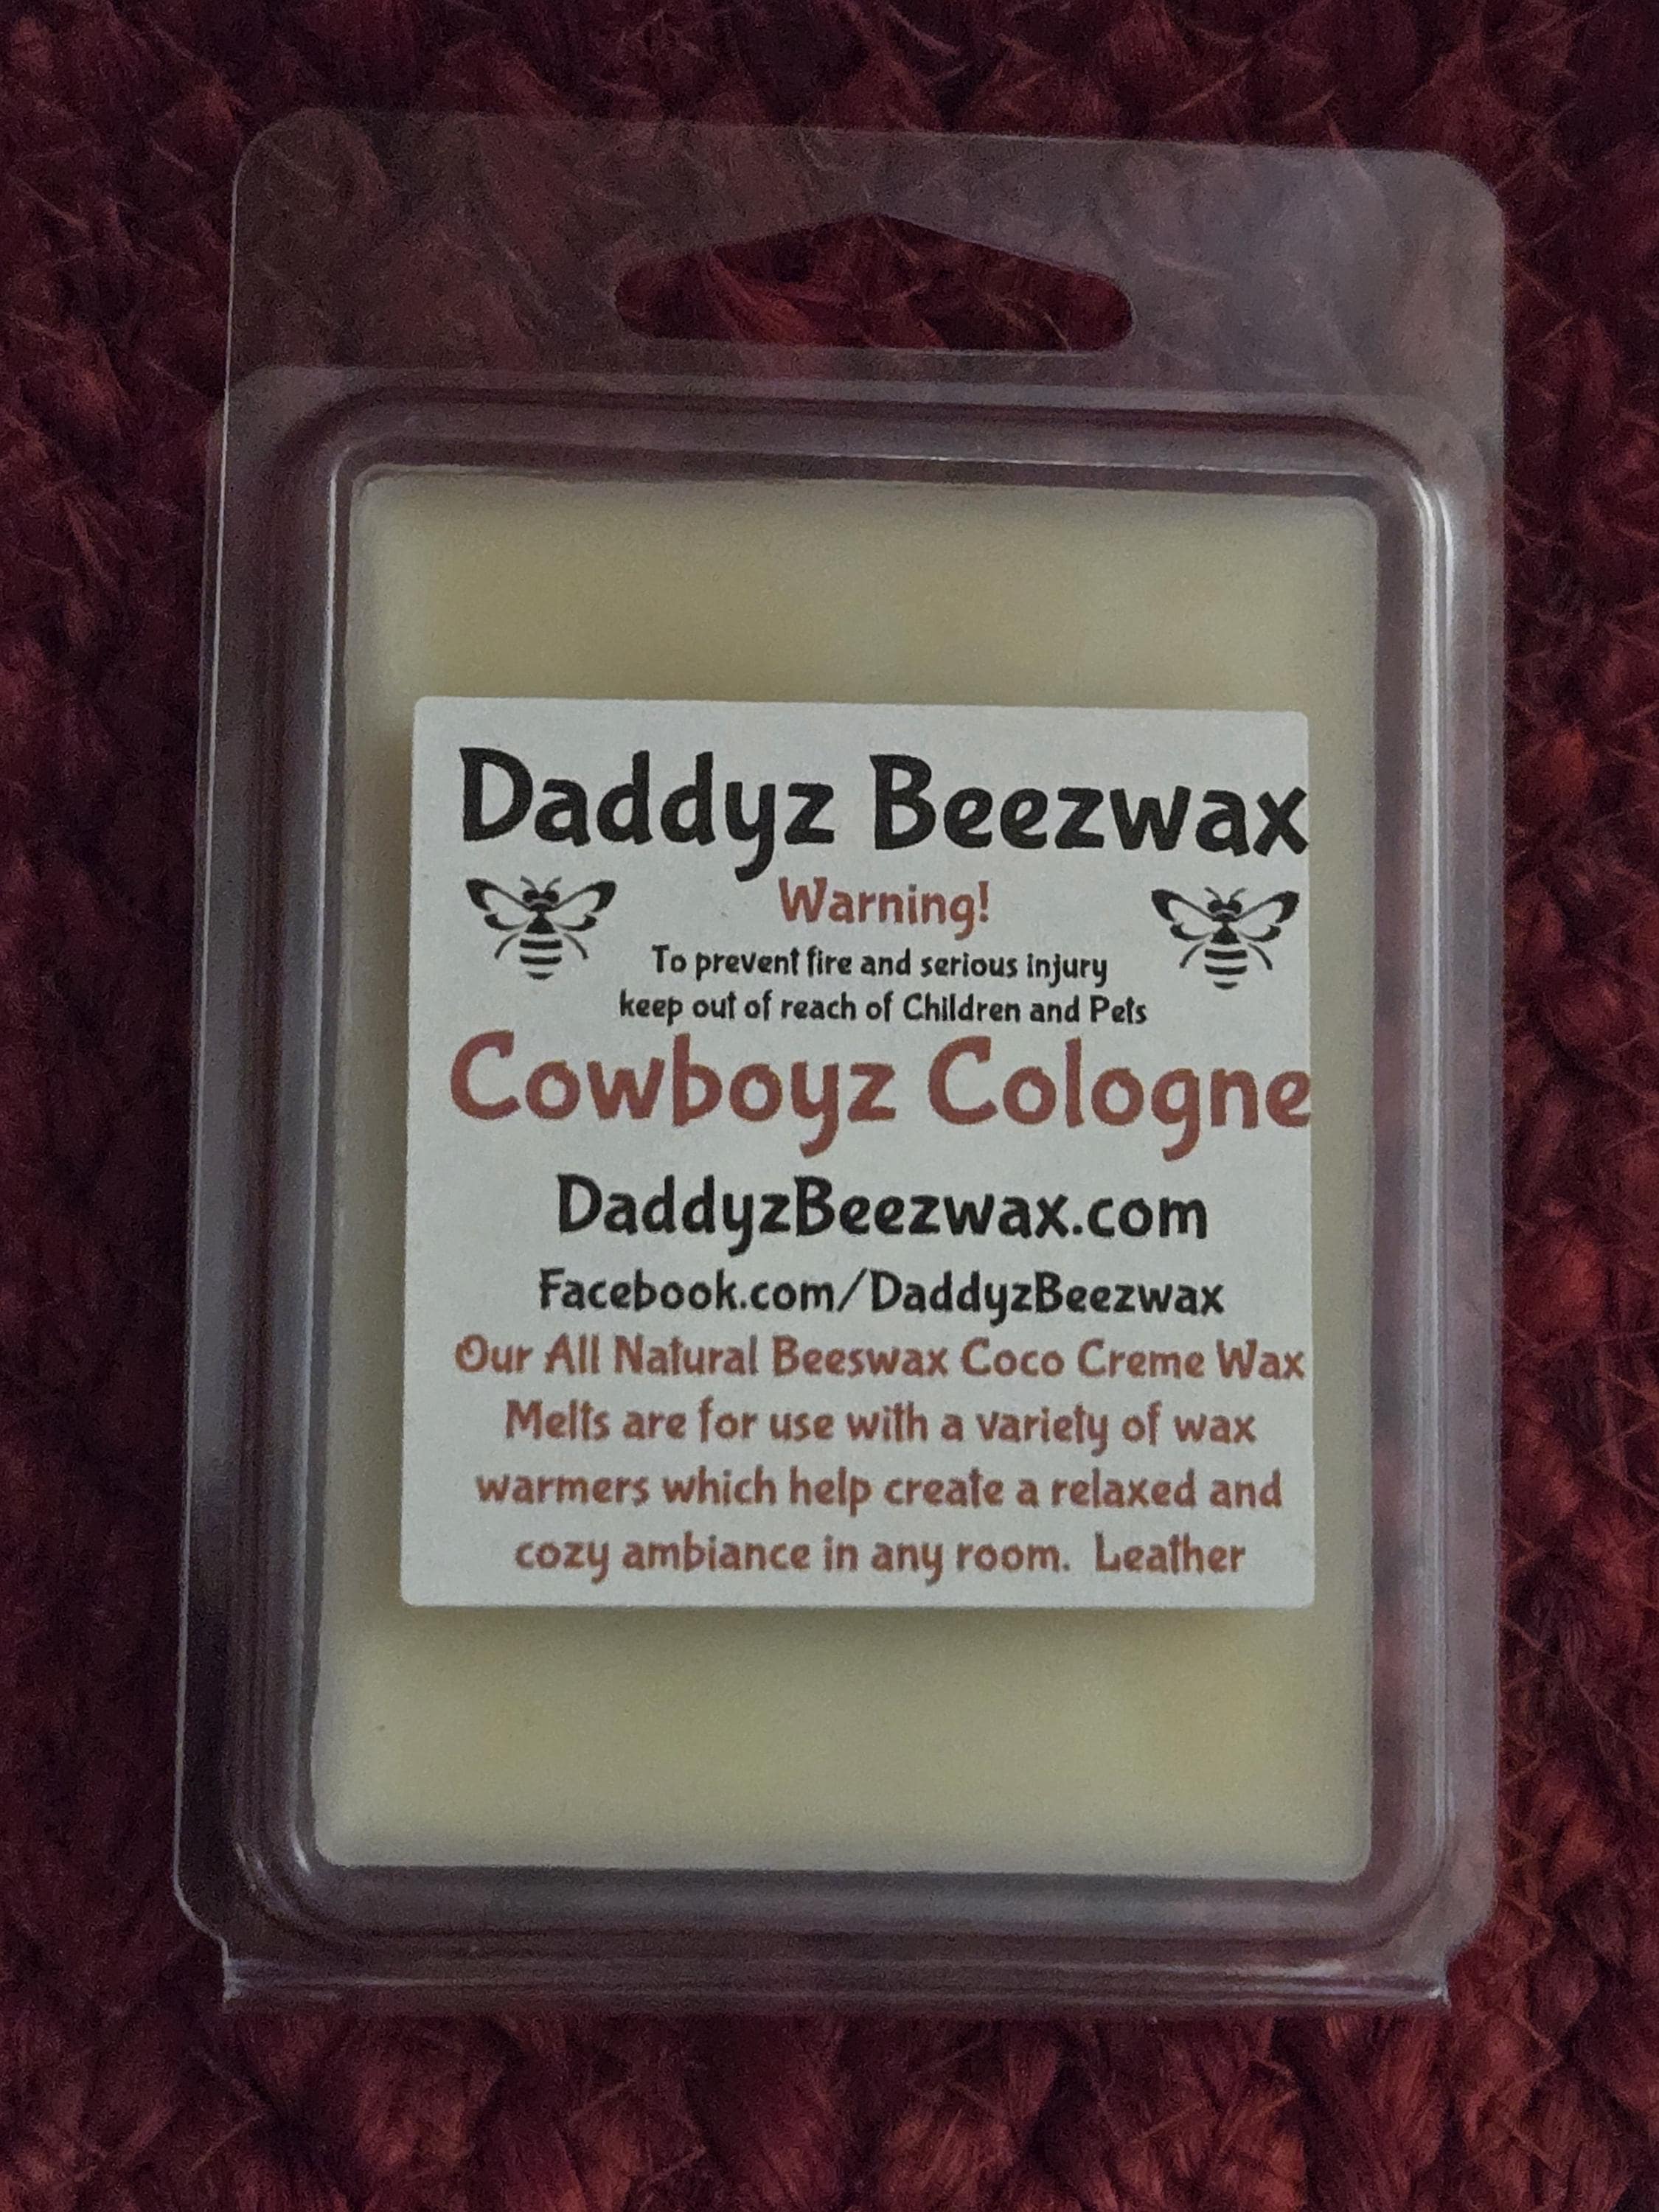 Daddyz Beezwax
Warning!
To prevent fire and serious injury
keep out of reach of Children and Pets
Cowboyz Cologne
DaddyzBeezwax.com
Facebook.com/DaddyzBeezwax
Our All Natural Beeswax Coco Creme Wax
Melts are for use with a variety of wax
warmers which help create a relaxed and
cozy ambiance in any room. Leather